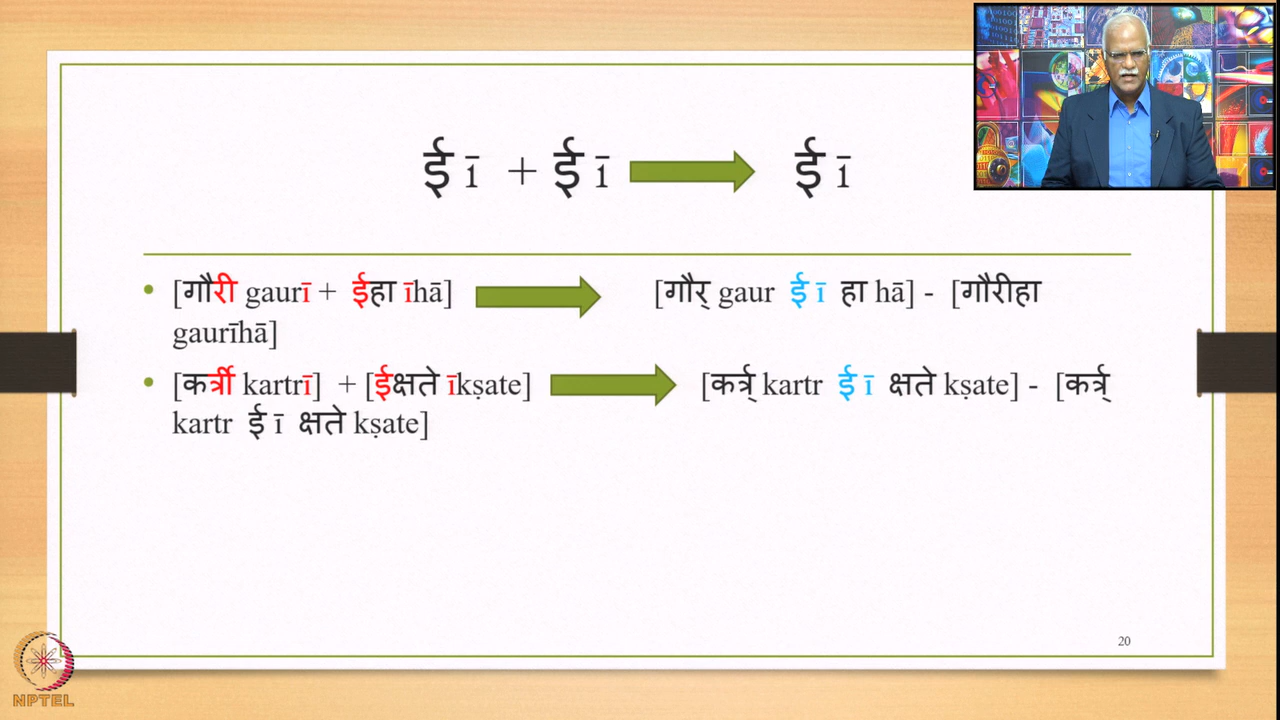 ई ī + ई ī ई ī
[गौरी gaurī + ईहा īhā] [गौर् gaur ई ī हा hā] - [गौरीहा
gaurīhā]
[कर्त्री kartrī] + [ईक्षते īkṣate] [कर्त्र् kartr ई ī क्षते kṣate] - [कर्त्र्
kartr ई ī क्षते kṣate]
20
NPTEL